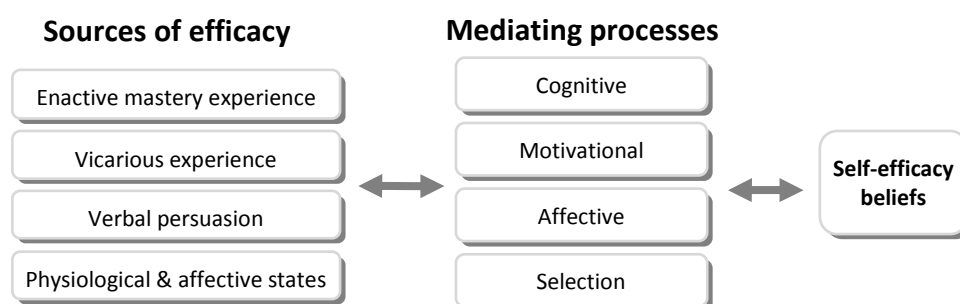 Sources of efficacy
Enactive mastery experience
Vicarious experience
Verbal persuasion
Physiological & affective states
Mediating processes
Cognitive
Motivational
Affective
Selection
Self-efficacy
beliefs